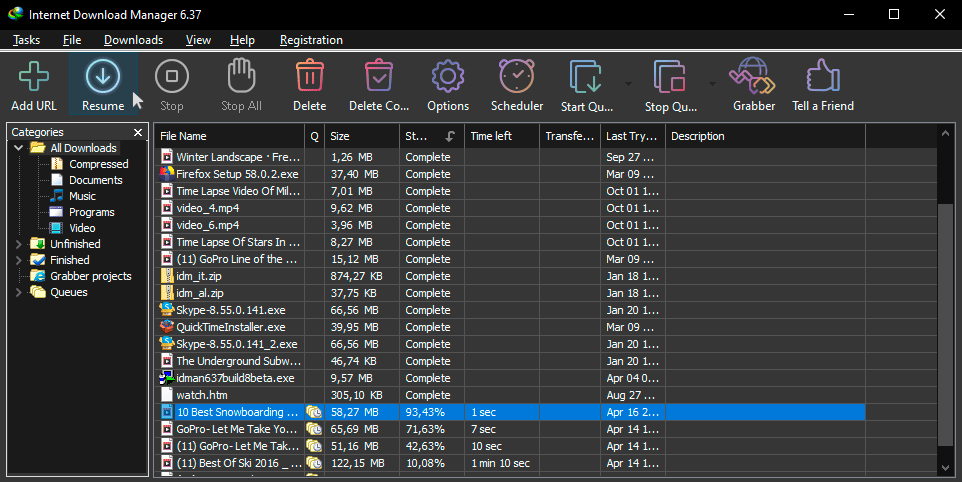 Internet Download Manager 6.37
Tasks File Downloads View Help Registration
Add URL Resume Stop Stop All Delete Delete Co... Options Scheduler Start Qu... Stop Qu... Grabber Tell a Friend
Categories
All Downloads
Compressed
Documents
Music
Programs
Video
Unfinished
Finished
Grabber projects
Queues
File Name Q Size St... Time left Transfe... Last Try... Description
Winter Landscape · Fre... 1,26 MB Complete Sep 27 ...
Firefox Setup 58.0.2.exe 37,40 MB Complete Mar 09 ...
Time Lapse Video Of Mil... 7,01 MB Complete Oct 01 1...
video_4.mp4 9,62 MB Complete Oct 01 1...
video_6.mp4 3,96 MB Complete Oct 01 1...
Time Lapse Of Stars In ... 8,27 MB Complete Oct 01 1...
(11) GoPro Line of the ... 15,12 MB Complete Mar 09 ...
idm_it.zip 874,27 KB Complete Jan 18 1...
idm_al.zip 37,75 KB Complete Jan 18 1...
Skype-8.55.0.141.exe 66,56 MB Complete Jan 20 1...
QuickTimeInstaller.exe 39,95 MB Complete Mar 09 ...
Skype-8.55.0.141_2.exe 66,56 MB Complete Jan 20 1...
The Underground Subw... 46,74 KB Complete Jan 20 1...
idman637build8beta.exe 9,57 MB Complete Apr 04 0...
watch.htm 305,10 KB Complete Aug 27 ...
10 Best Snowboarding ... 58,27 MB 93,43% 1 sec Apr 16 2...
GoPro- Let Me Take Yo... 65,69 MB 71,63% 7 sec Apr 14 1...
(11) GoPro- Let Me Tak... 51,16 MB 42,63% 10 sec Apr 14 1...
(11) Best Of Ski 2016 _ ... 122,15 MB 10,08% 1 min 10 sec Apr 14 1...